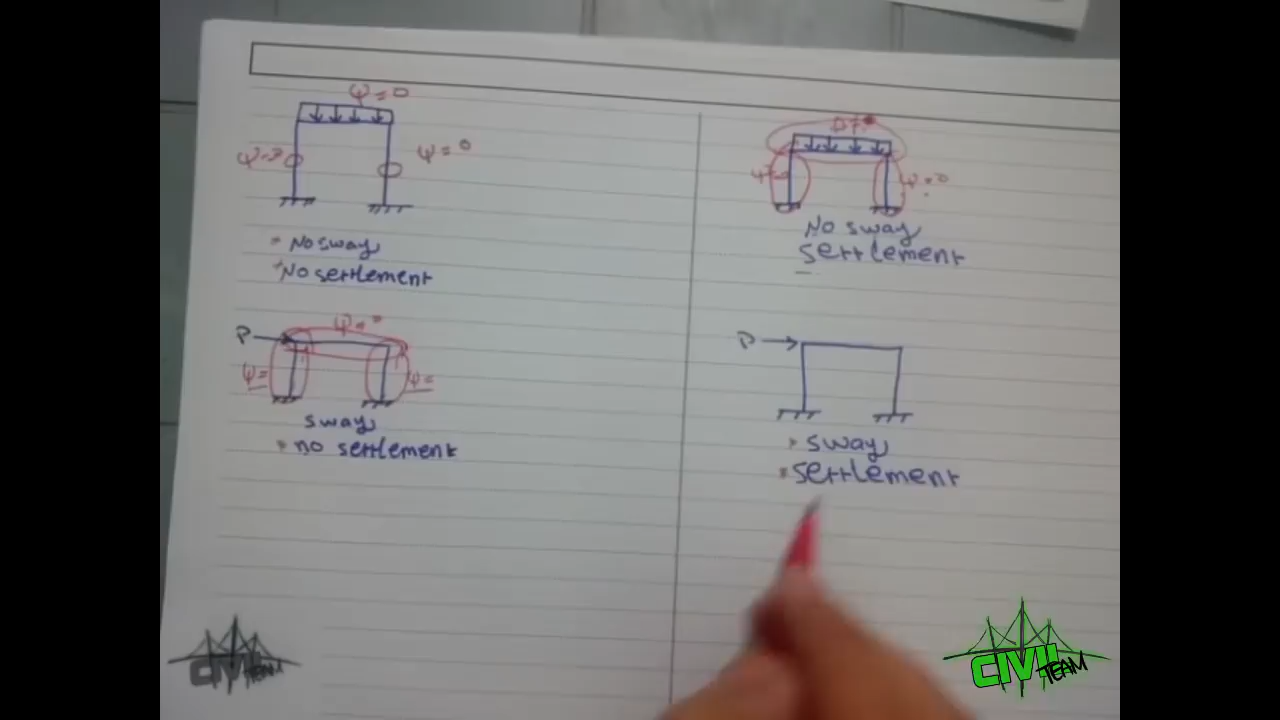 Ψ = 0
Ψ = 0
Ψ = 0
No sway
No settlement
Ψ = 0
P
Ψ =
Ψ =
sway
no settlement
Ψ = 0
No sway
settlement
P
sway
settlement
CIVIL TEAM
CIVIL TEAM